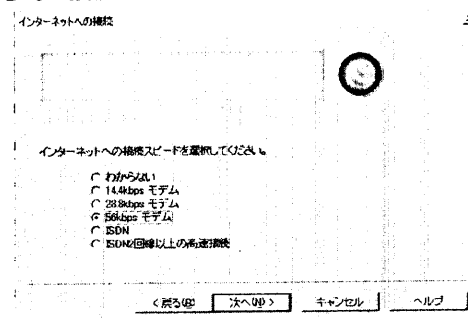 インターネットへの接続
インターネットへの接続スピードを選択してください。
わからない
14.4kbps モデム
28.8kbps モデム
56kbps モデム
ISDN
ISDN2回線以上の高速接続
< 戻る(B)
次へ(N) >
キャンセル
ヘルプ